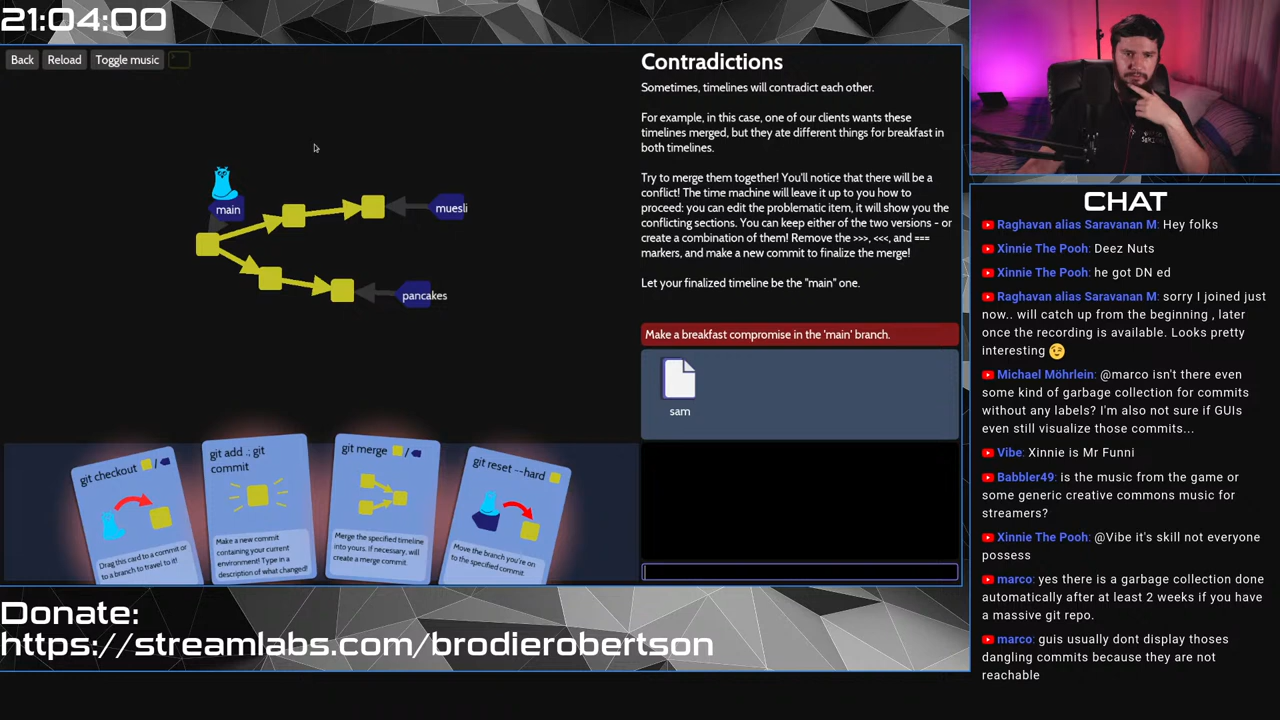 21:04:00
Back
Reload
Toggle music
main
muesli
pancakes
Contradictions
Sometimes, timelines will contradict each other.
For example, in this case, one of our clients wants these
timelines merged, but they ate different things for breakfast in
both timelines.
Try to merge them together! You'll notice that there will be a
conflict! The time machine will leave it up to you how to
proceed: you can edit the problematic item, it will show you the
conflicting sections. You can keep either of the two versions - or
create a combination of them! Remove the >>>, <<<, and ===
markers, and make a new commit to finalize the merge!
Let your finalized timeline be the "main" one.
Make a breakfast compromise in the 'main' branch.
sam
git checkout /
Drag this card to a commit or
to a branch to travel to it!
git add .; git
commit
Make a new commit
containing your current
environment! Type in a
description of what changed!
git merge /
Merge the specified timeline
into yours. If necessary, will
create a merge commit.
git reset --hard
Move the branch you're on
to the specified commit.
Donate:
https://streamlabs.com/brodierobertson
CHAT
Raghavan alias Saravanan M: Hey folks
Xinnie The Pooh: Deez Nuts
Xinnie The Pooh: he got DN ed
Raghavan alias Saravanan M: sorry I joined just
now.. will catch up from the beginning , later
once the recording is available. Looks pretty
interesting 😉
Michael Möhrlein: @marco isn't there even
some kind of garbage collection for commits
without any labels? I'm also not sure if GUIs
even still visualize those commits...
Vibe: Xinnie is Mr Funni
Babbler49: is the music from the game or
some generic creative commons music for
streamers?
Xinnie The Pooh: @Vibe it's skill not everyone
possess
marco: yes there is a garbage collection done
automatically after at least 2 weeks if you have
a massive git repo.
marco: guis usually dont display thoses
dangling commits because they are not
reachable